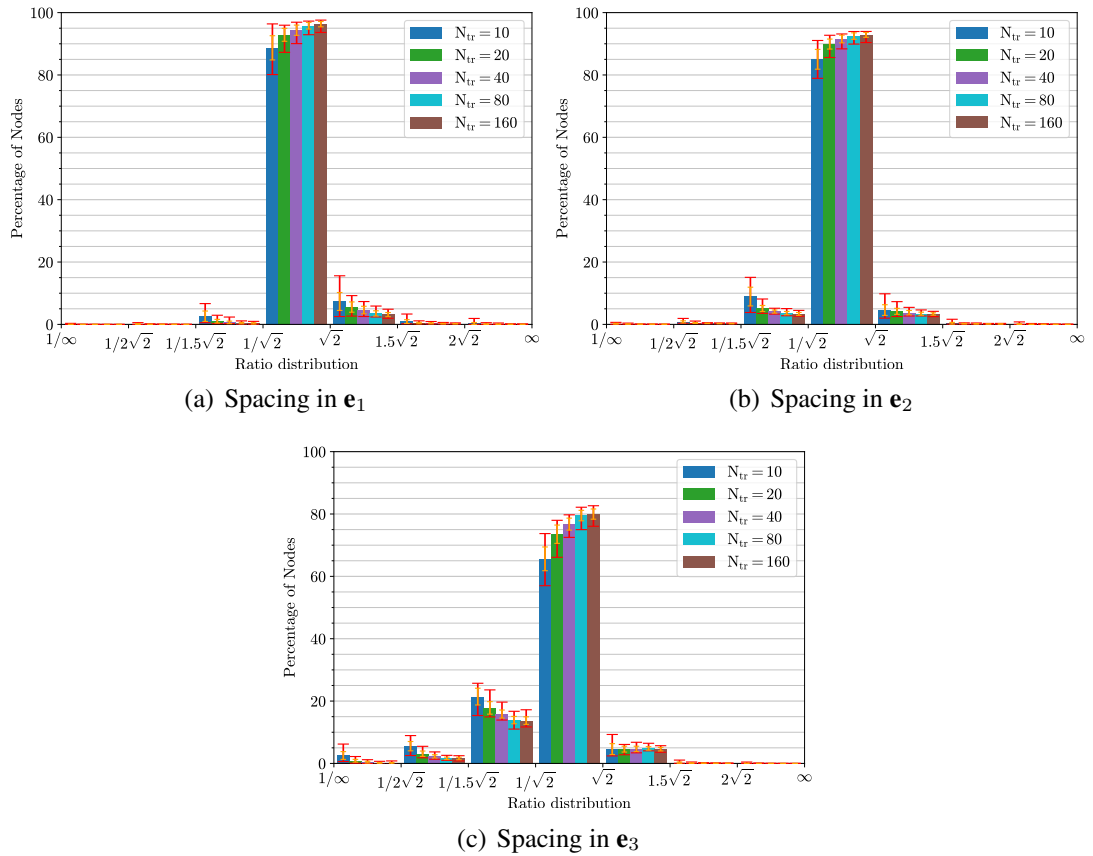 100
80
60
40
20
0
Percentage of Nodes
N_tr = 10
N_tr = 20
N_tr = 40
N_tr = 80
N_tr = 160
1/∞ 1/2√2 1/1.5√2 1/√2 √2 1.5√2 2√2 ∞
Ratio distribution
(a) Spacing in e₁
100
80
60
40
20
0
Percentage of Nodes
N_tr = 10
N_tr = 20
N_tr = 40
N_tr = 80
N_tr = 160
1/∞ 1/2√2 1/1.5√2 1/√2 √2 1.5√2 2√2 ∞
Ratio distribution
(b) Spacing in e₂
100
80
60
40
20
0
Percentage of Nodes
N_tr = 10
N_tr = 20
N_tr = 40
N_tr = 80
N_tr = 160
1/∞ 1/2√2 1/1.5√2 1/√2 √2 1.5√2 2√2 ∞
Ratio distribution
(c) Spacing in e₃